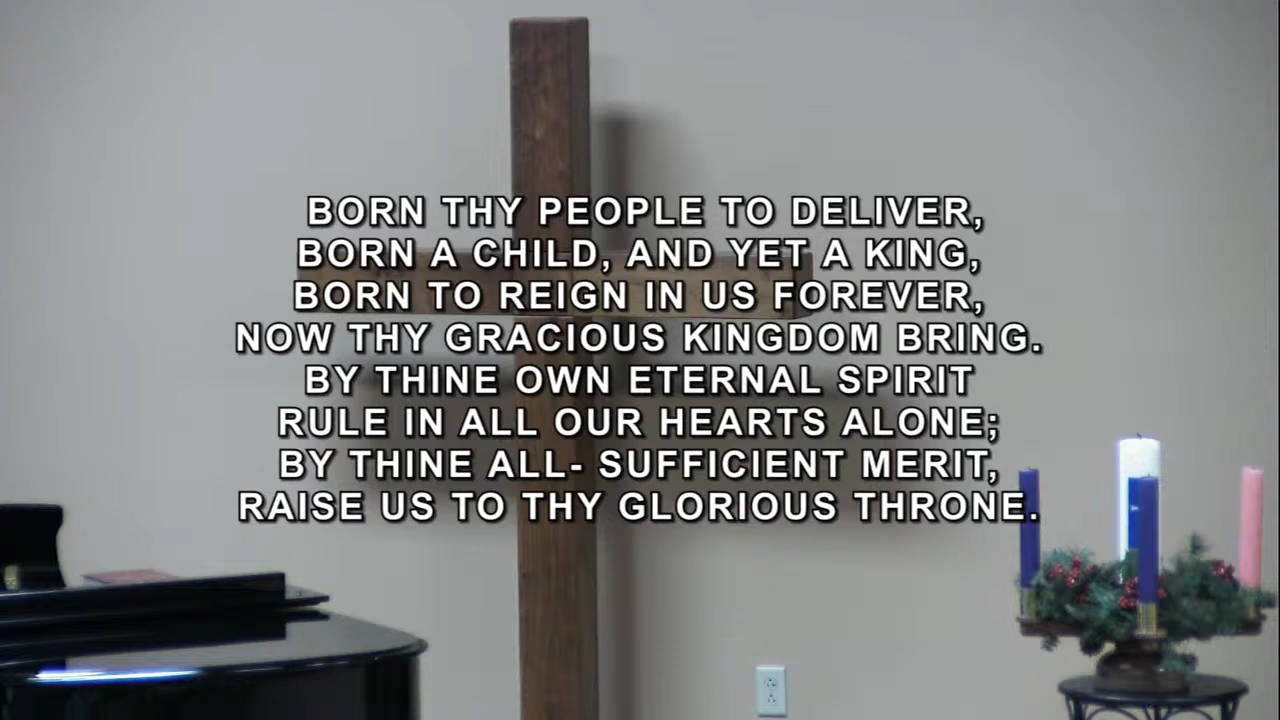 BORN THY PEOPLE TO DELIVER,
BORN A CHILD, AND YET A KING,
BORN TO REIGN IN US FOREVER,
NOW THY GRACIOUS KINGDOM BRING.
BY THINE OWN ETERNAL SPIRIT
RULE IN ALL OUR HEARTS ALONE;
BY THINE ALL- SUFFICIENT MERIT,
RAISE US TO THY GLORIOUS THRONE.